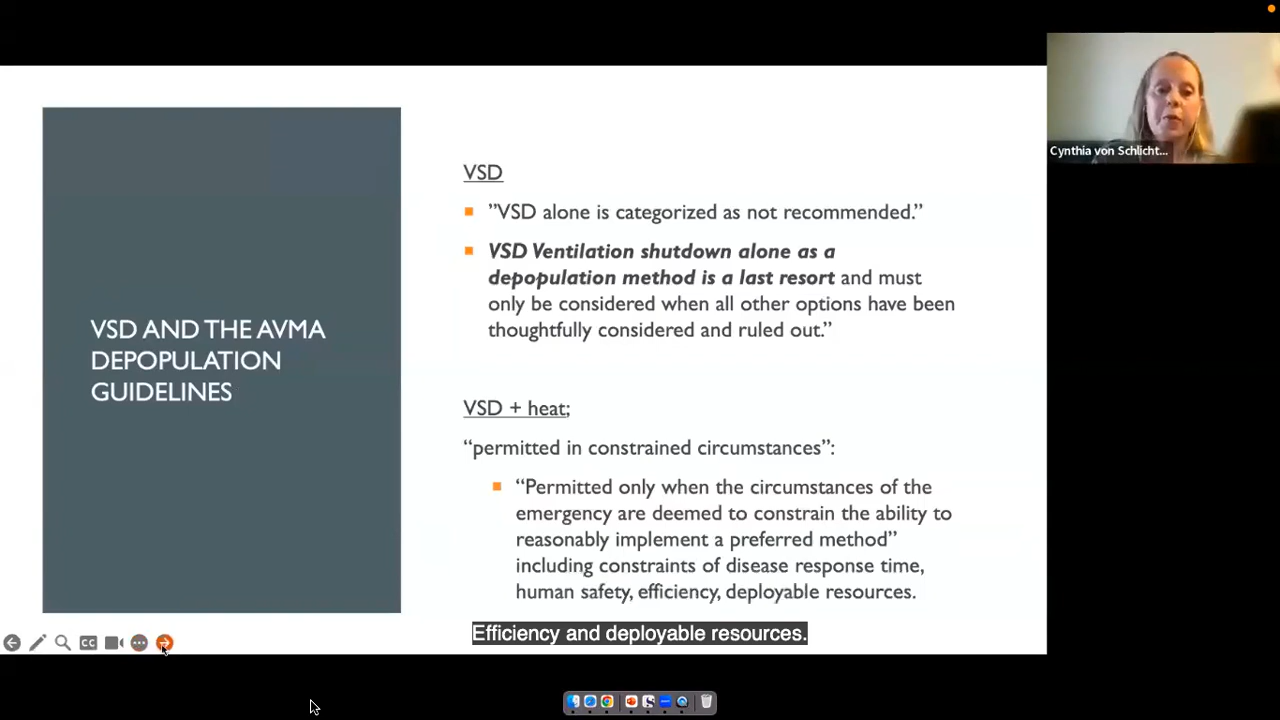 VSD AND THE AVMA
DEPOPULATION
GUIDELINES
VSD
”VSD alone is categorized as not recommended.”
VSD Ventilation shutdown alone as a
depopulation method is a last resort and must
only be considered when all other options have been
thoughtfully considered and ruled out.”
VSD + heat;
“permitted in constrained circumstances”:
“Permitted only when the circumstances of the
emergency are deemed to constrain the ability to
reasonably implement a preferred method”
including constraints of disease response time,
human safety, efficiency, deployable resources.
Efficiency and deployable resources.
CC
Cynthia von Schlicht...